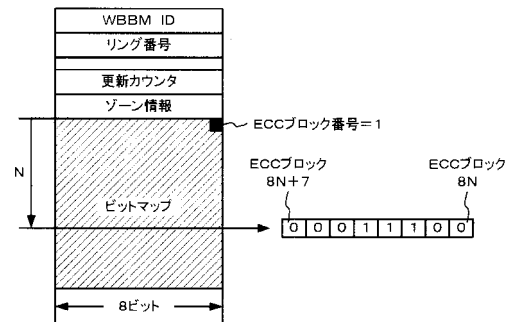 WBBM ID
リング番号
更新カウンタ
ゾーン情報
ECCブロック番号=1
N
ECCブロック
8N+7
ECCブロック
8N
ビットマップ
0 0 0 1 1 1 0 0
8ビット